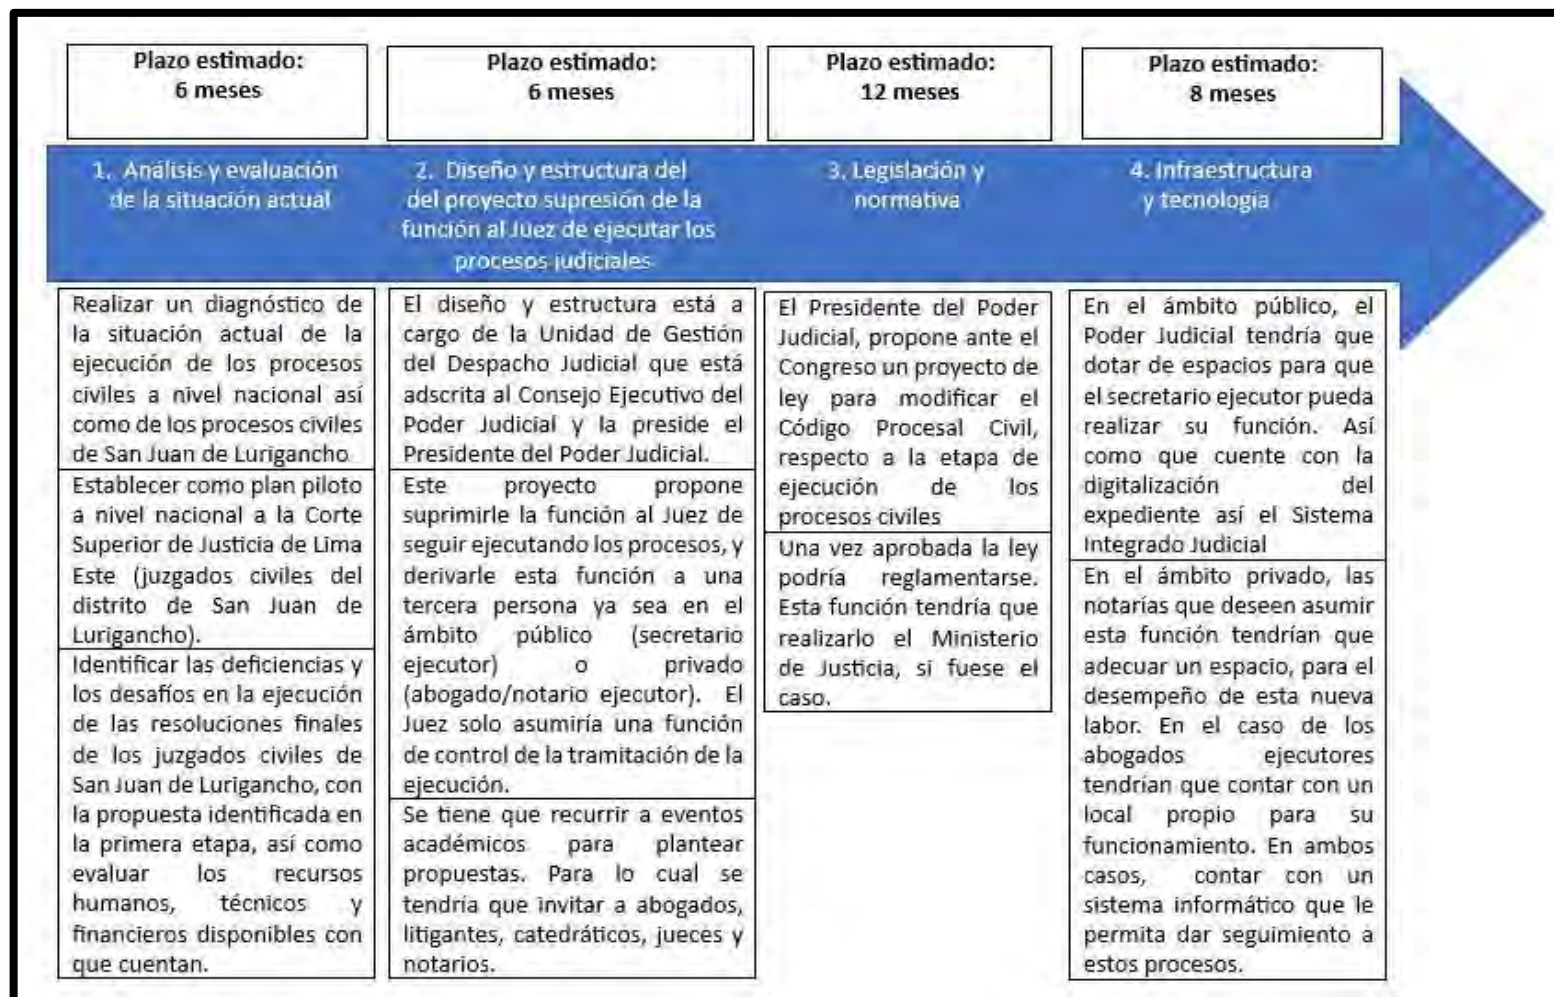 Plazo estimado:
6 meses
Plazo estimado:
6 meses
Plazo estimado:
12 meses
Plazo estimado:
8 meses
1. Análisis y evaluación
de la situación actual
2. Diseño y estructura del
del proyecto supresión de la
función al Juez de ejecutar los
procesos judiciales
3. Legislación y
normativa
4. Infraestructura
y tecnología
Realizar un diagnóstico de
la situación actual de la
ejecución de los procesos
civiles a nivel nacional así
como de los procesos civiles
de San Juan de Lurigancho
Establecer como plan piloto
a nivel nacional a la Corte
Superior de Justicia de Lima
Este (juzgados civiles del
distrito de San Juan de
Lurigancho).
Identificar las deficiencias y
los desafíos en la ejecución
de las resoluciones finales
de los juzgados civiles de
San Juan de Lurigancho, con
la propuesta identificada en
la primera etapa, así como
evaluar los recursos
humanos, técnicos y
financieros disponibles con
que cuentan.
El diseño y estructura está a
cargo de la Unidad de Gestión
del Despacho Judicial que está
adscrita al Consejo Ejecutivo del
Poder Judicial y la preside el
Presidente del Poder Judicial.
Este proyecto propone
suprimirle la función al Juez de
seguir ejecutando los procesos, y
derivarle esta función a una
tercera persona ya sea en el
ámbito público (secretario
ejecutor) o privado
(abogado/notario ejecutor). El
Juez solo asumiría una función
de control de la tramitación de la
ejecución.
Se tiene que recurrir a eventos
académicos para plantear
propuestas. Para lo cual se
tendría que invitar a abogados,
litigantes, catedráticos, jueces y
notarios.
El Presidente del Poder
Judicial, propone ante el
Congreso un proyecto de
ley para modificar el
Código Procesal Civil,
respecto a la etapa de
ejecución de los
procesos civiles
Una vez aprobada la ley
podría reglamentarse.
Esta función tendría que
realizarlo el Ministerio
de Justicia, si fuese el
caso.
En el ámbito público, el
Poder Judicial tendría que
dotar de espacios para que
el secretario ejecutor pueda
realizar su función. Así
como que cuente con la
digitalización del
expediente así el Sistema
Integrado Judicial
En el ámbito privado, las
notarías que deseen asumir
esta función tendrían que
adecuar un espacio, para el
desempeño de esta nueva
labor. En el caso de los
abogados ejecutores
tendrían que contar con un
local propio para su
funcionamiento. En ambos
casos, contar con un
sistema informático que le
permita dar seguimiento a
estos procesos.